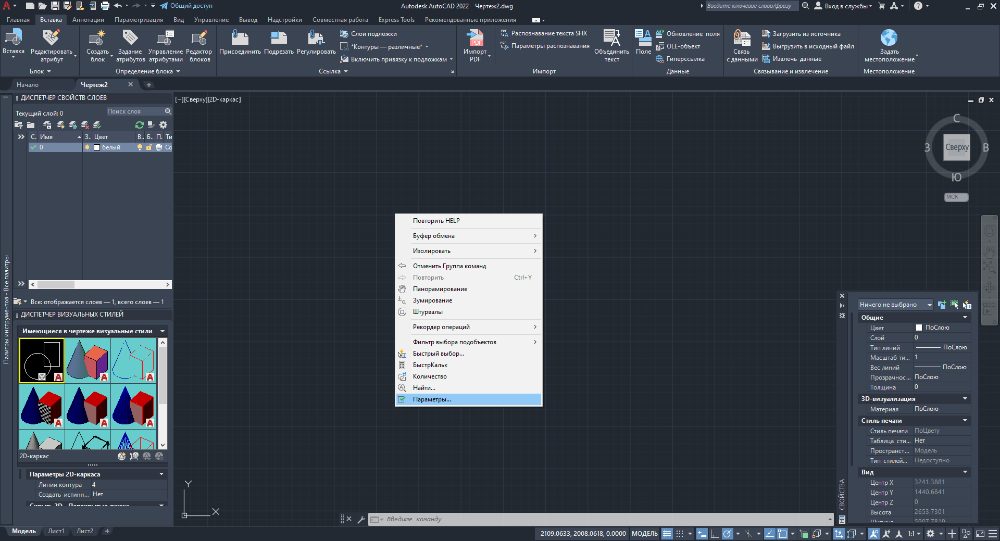 Общий доступ
Autodesk AutoCAD 2022 Чертеж2.dwg
Введите ключевое слово/фразу
Вход в службы
Главная Вставка Аннотации Параметризация Вид Управление Вывод Надстройки Совместная работа Express Tools Рекомендованные приложения
Вставка
Редактировать атрибут
Блок
Создать блок
Задание атрибутов
Управление атрибутами
Редактор блоков
Определение блока
Присоединить
Подрезать
Регулировать
Слои подложки
*Контуры — различные*
Включить привязку к подложкам
Ссылка
Импорт PDF
Распознавание текста SHX
Параметры распознавания
Объединить текст
Импорт
Поле
Обновление поля
OLE-объект
Гиперссылка
Данные
Связь с данными
Загрузить из источника
Выгрузить в исходный файл
Извлечь данные
Связывание и извлечение
Задать местоположение
Местоположение
Начало
Чертеж2
ДИСПЕТЧЕР СВОЙСТВ СЛОЕВ
Текущий слой: 0
Поиск слоя
С. Имя З.. Цвет В.. Б.. П. Ти
0 белый Со
Все: отображается слоев — 1, всего слоев — 1
Палитры инструментов - Все палитры
ДИСПЕТЧЕР ВИЗУАЛЬНЫХ СТИЛЕЙ
Имеющиеся в чертеже визуальные стили
2D-каркас
Параметры 2D-каркаса
Линии контура 4
Создать истинн... Нет
Скрыть 2D - Перекрытые линии
[−][Сверху][2D-каркас]
С
З
Сверху
В
Ю
МСК
Повторить HELP
Буфер обмена
Изолировать
Отменить Группа команд
Повторить Ctrl+Y
Панорамирование
Зумирование
Штурвалы
Рекордер операций
Фильтр выбора подобъектов
Быстрый выбор...
БыстрКальк
Количество
Найти...
Параметры...
Ничего не выбрано
Общие
Цвет ПоСлою
Слой 0
Тип линий ПоСлою
Масштаб ти... 1
Вес линий ПоСлою
Прозрачнос... ПоСлою
Толщина 0
3D-визуализация
Материал ПоСлою
Стиль печати
Стиль печати ПоЦвету
Таблица сти... Нет
Пространст... Модель
Тип стилей... Недоступно
Вид
Центр X 3241.3881
Центр Y 1440.6841
Центр Z 0
Высота 2653.7301
Ширина 5907.7819
СВОЙСТВА
Y
X
Введите команду
Модель Лист1 Лист2
2109.0633, 2008.0618, 0.0000 МОДЕЛЬ 1:1